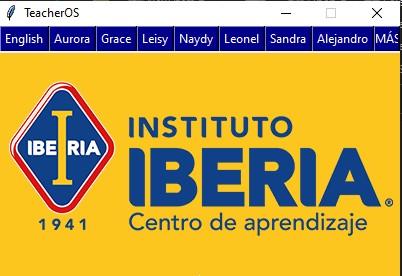 TeacherOS
English Aurora Grace Leisy Naydy Leonel Sandra Alejandro MÁS
IBERIA
1941
INSTITUTO
IBERIA®
Centro de aprendizaje